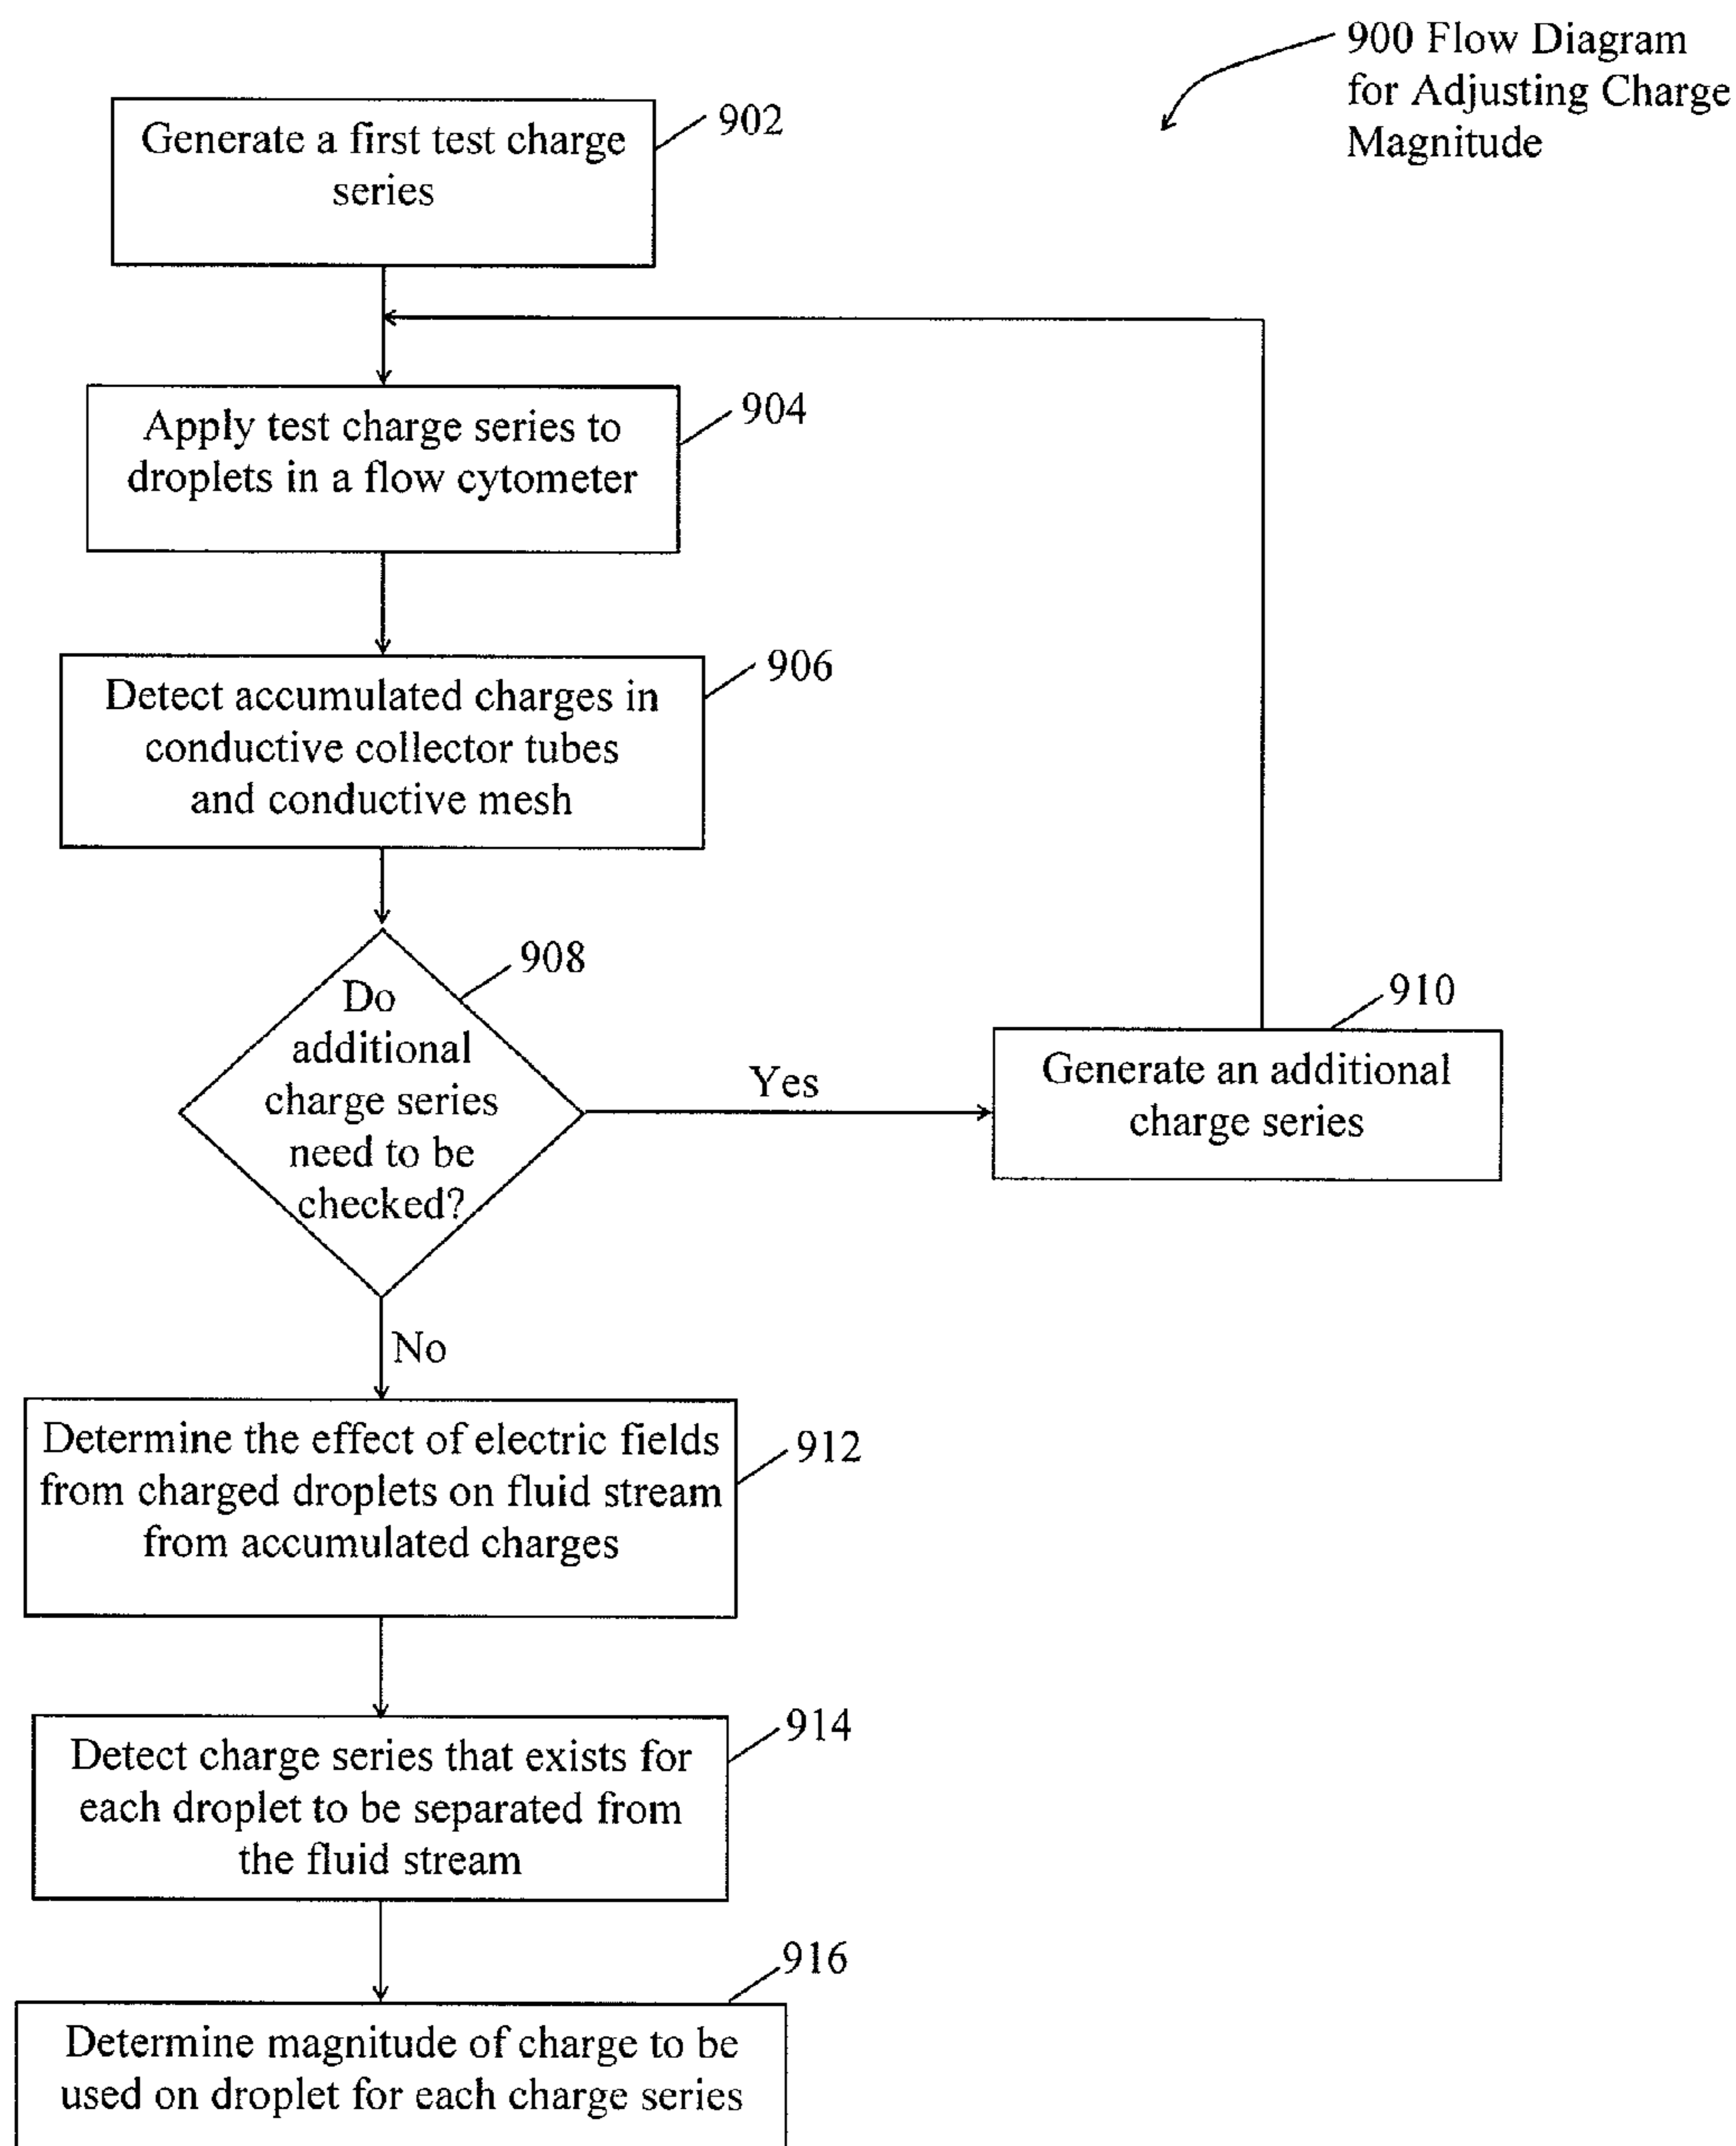 900 Flow Diagram
for Adjusting Charge
Magnitude
902
Generate a first test charge
series
904
Apply test charge series to
droplets in a flow cytometer
906
Detect accumulated charges in
conductive collector tubes
and conductive mesh
908
Do
additional
charge series
need to be
checked?
Yes
910
Generate an additional
charge series
No
912
Determine the effect of electric fields
from charged droplets on fluid stream
from accumulated charges
914
Detect charge series that exists for
each droplet to be separated from
the fluid stream
916
Determine magnitude of charge to be
used on droplet for each charge series